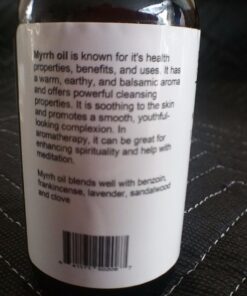 Myrrh oil is known for it's health
properties, benefits, and uses. It has
a warm, earthy, and balsamic aroma
and offers powerful cleansing
properties. It is soothing to the skin
and promotes a smooth, youthful-
looking complexion. In
aromatherapy, it can be great for
enhancing spirituality and help with
meditation.
Myrrh oil blends well with benzoin,
frankincense, lavender, sandalwood
and clove